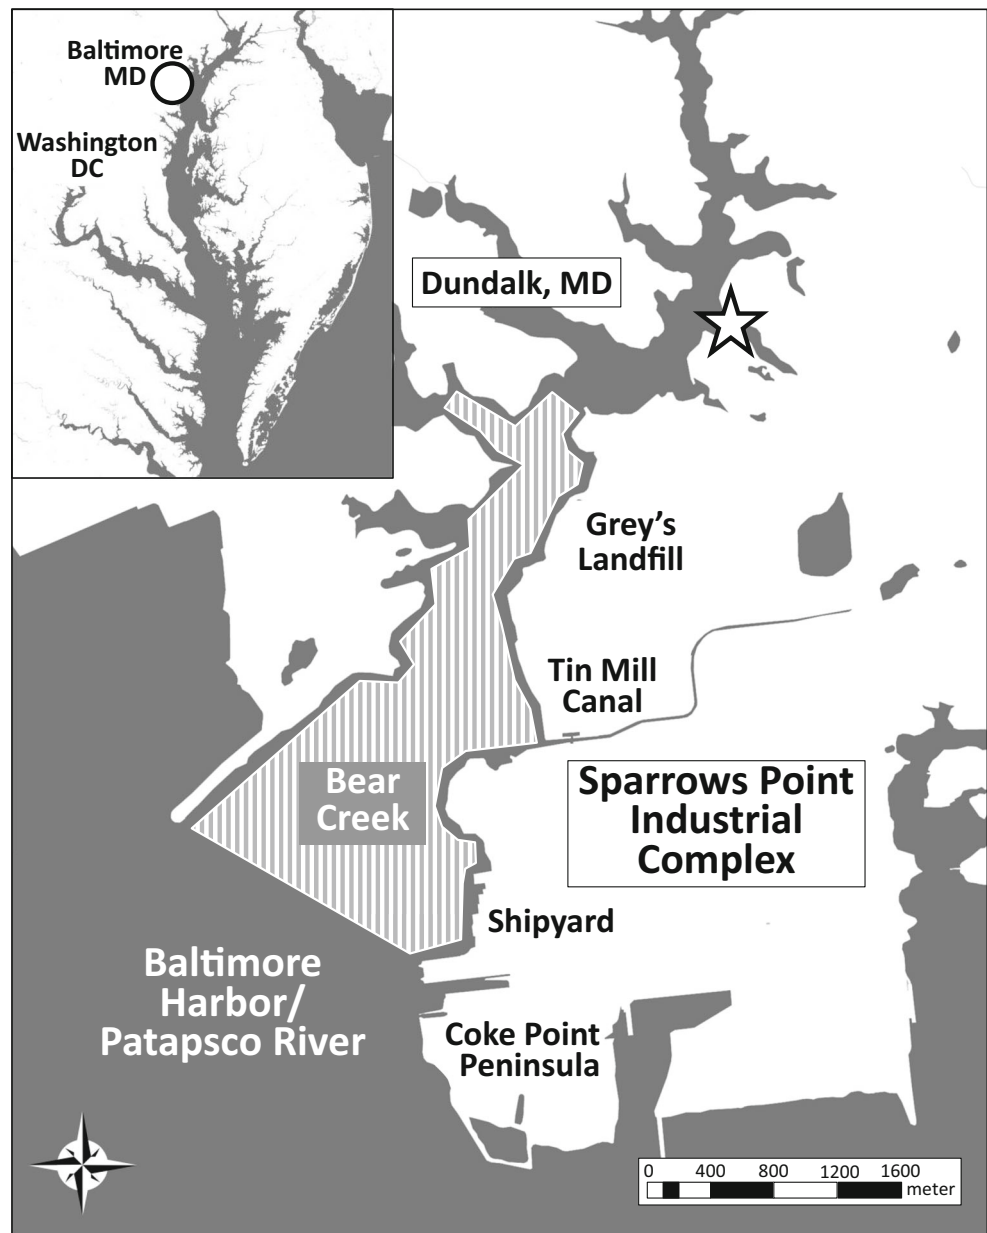 Baltimore
MD
Washington
DC
Dundalk, MD
Grey’s
Landfill
Tin Mill
Canal
Bear
Creek
Sparrows Point
Industrial
Complex
Shipyard
Baltimore
Harbor/
Patapsco River
Coke Point
Peninsula
0 400 800 1200 1600
meter